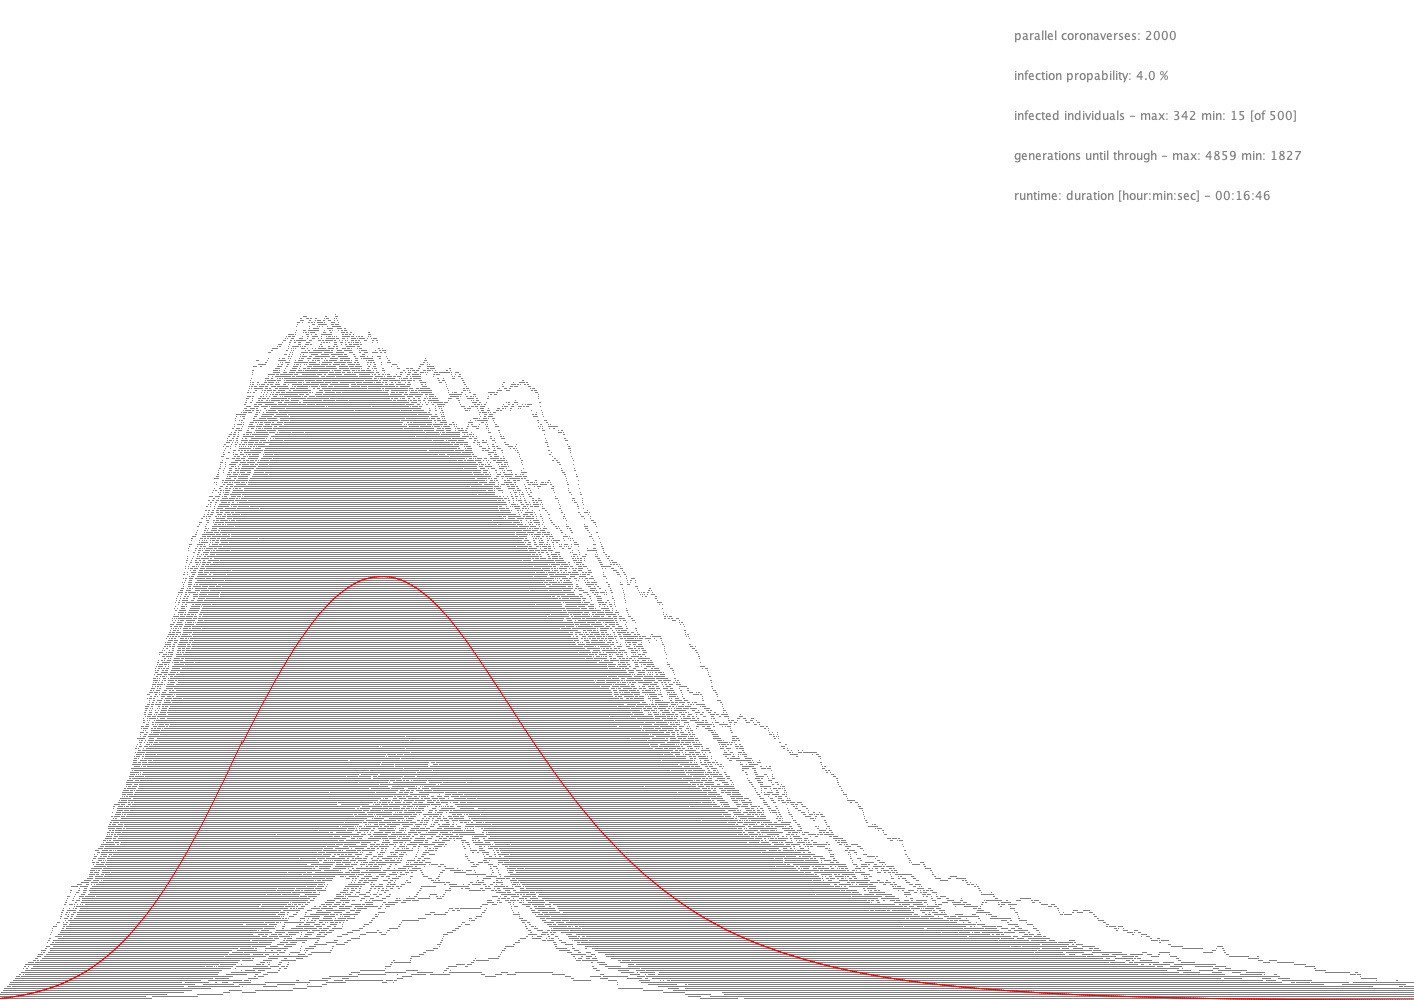 parallel coronaverses: 2000
infection propability: 4.0 %
infected individuals – max: 342 min: 15 [of 500]
generations until through – max: 4859 min: 1827
runtime: duration [hour:min:sec] – 00:16:46